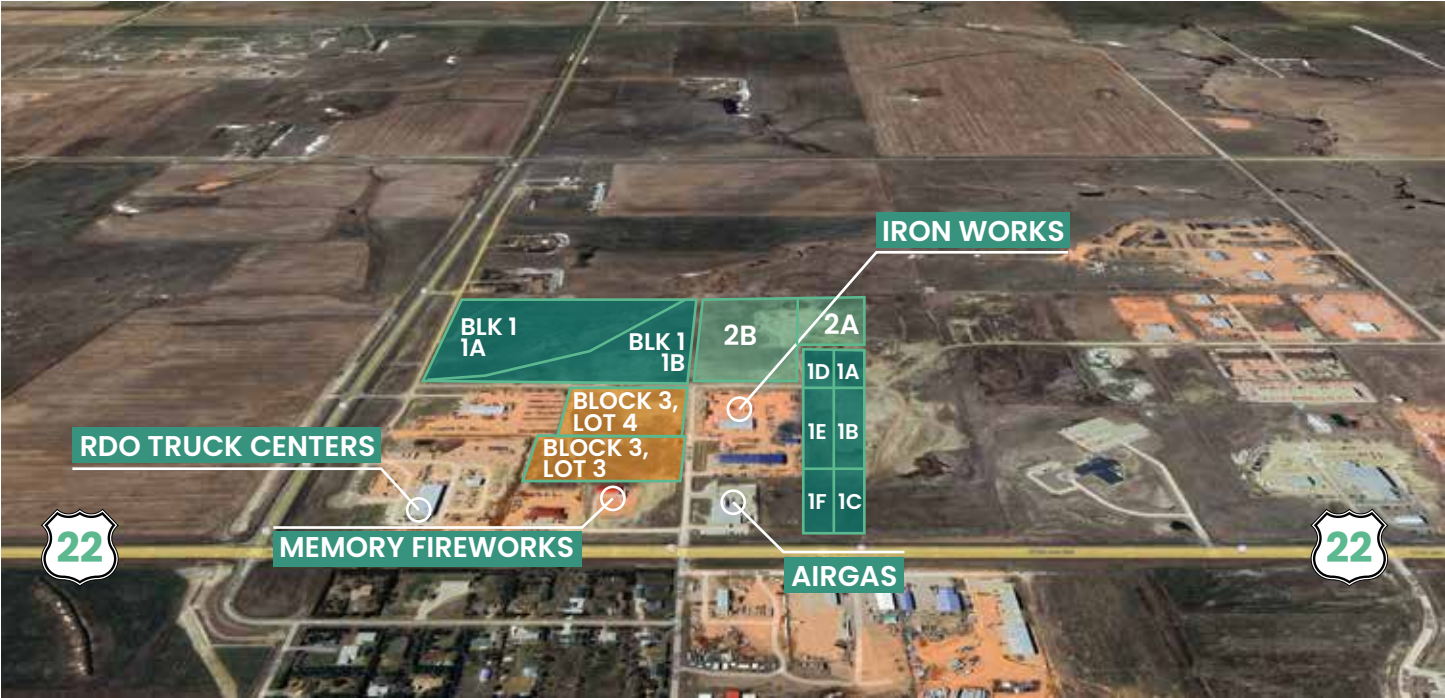 IRON WORKS
BLK 1
1A
BLK 1
1B
2B
2A
1D
1A
BLOCK 3,
LOT 4
1E
1B
RDO TRUCK CENTERS
BLOCK 3,
LOT 3
1F
1C
22
MEMORY FIREWORKS
22
AIRGAS